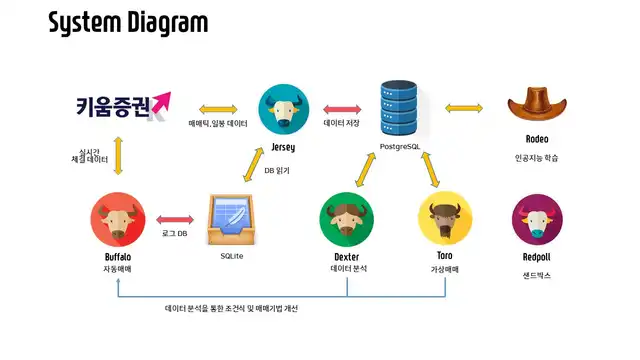 System Diagram
키움증권
매매틱,일봉 데이터
Jersey
데이터 저장
PostgreSQL
Rodeo
인공지능 학습
실시간
체결 데이터
DB 읽기
Buffalo
자동매매
로그 DB
SQLite
Dexter
데이터 분석
Toro
가상매매
Redpoll
샌드박스
데이터 분석을 통한 조건식 및 매매기법 개선